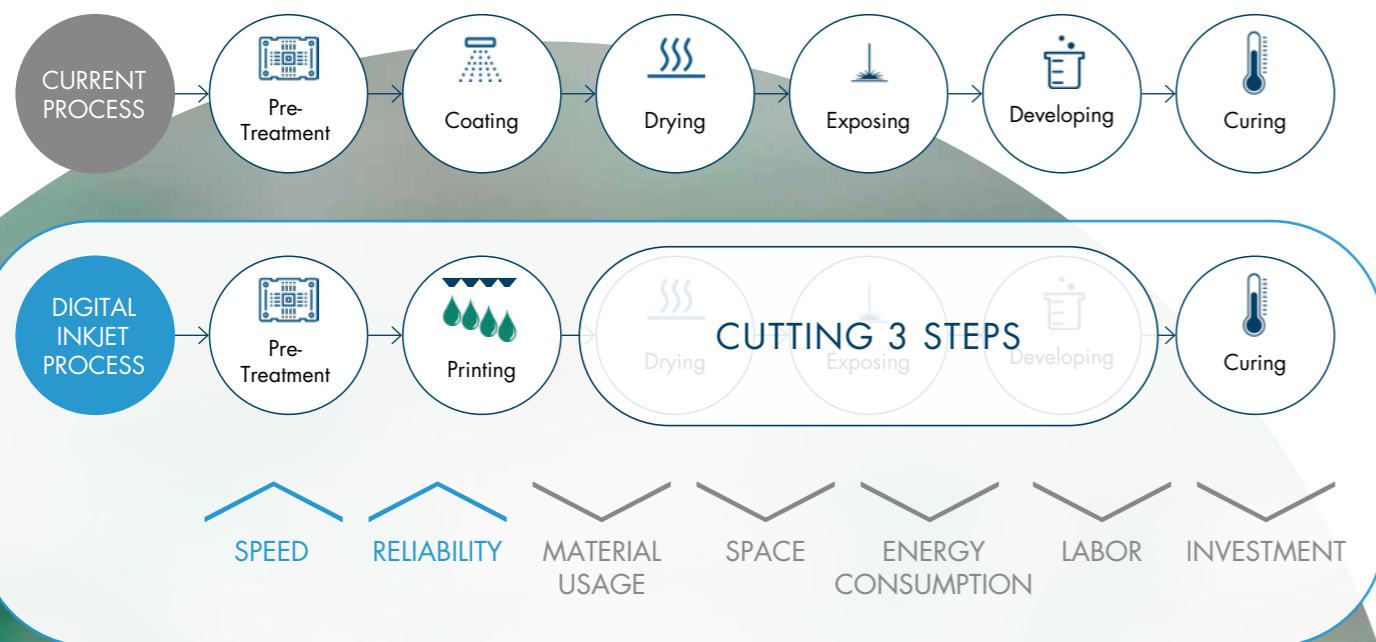 CURRENT
PROCESS
Pre-
Treatment
Coating
Drying
Exposing
Developing
Curing
DIGITAL
INKJET
PROCESS
Pre-
Treatment
Printing
Drying
Exposing
Developing
CUTTING 3 STEPS
Curing
SPEED
RELIABILITY
MATERIAL
USAGE
SPACE
ENERGY
CONSUMPTION
LABOR
INVESTMENT